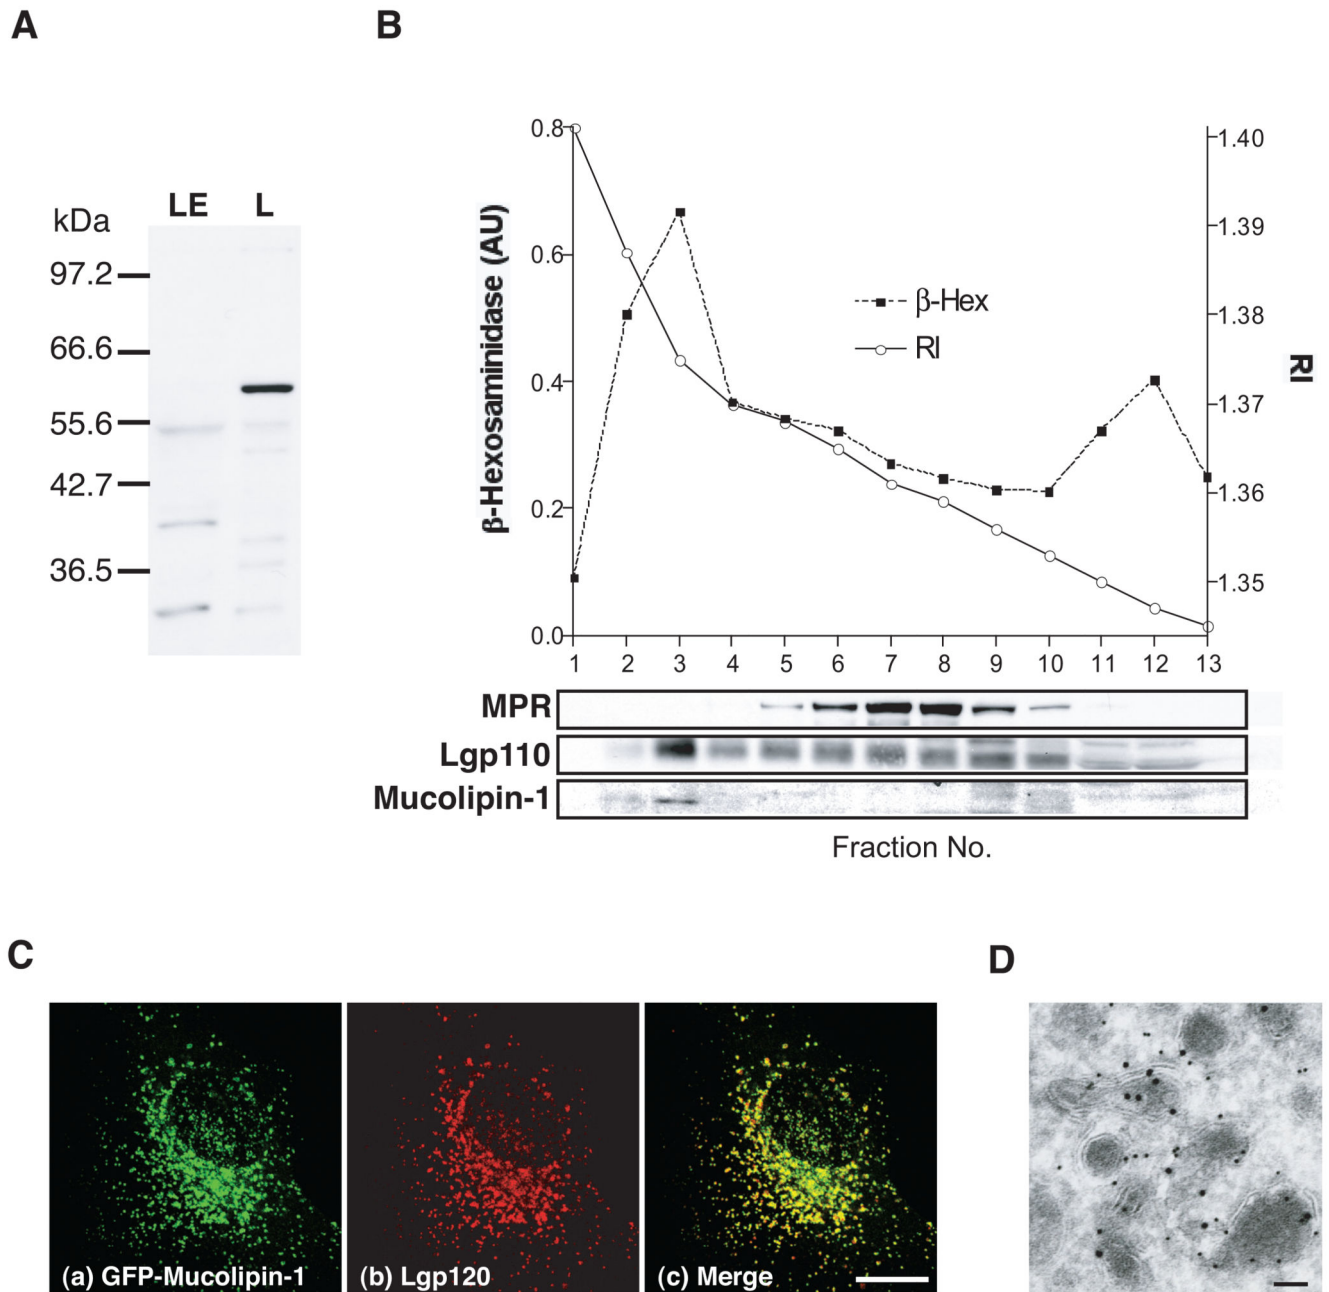 A
B
LE L
kDa
97.2
66.6
55.6
42.7
36.5
β-Hexosaminidase (AU)
0.8
0.6
0.4
0.2
0.0
1.40
1.39
1.38
1.37
1.36
1.35
RI
β-Hex
RI
1 2 3 4 5 6 7 8 9 10 11 12 13
MPR
Lgp110
Mucolipin-1
Fraction No.
C
D
(a) GFP-Mucolipin-1
(b) Lgp120
(c) Merge